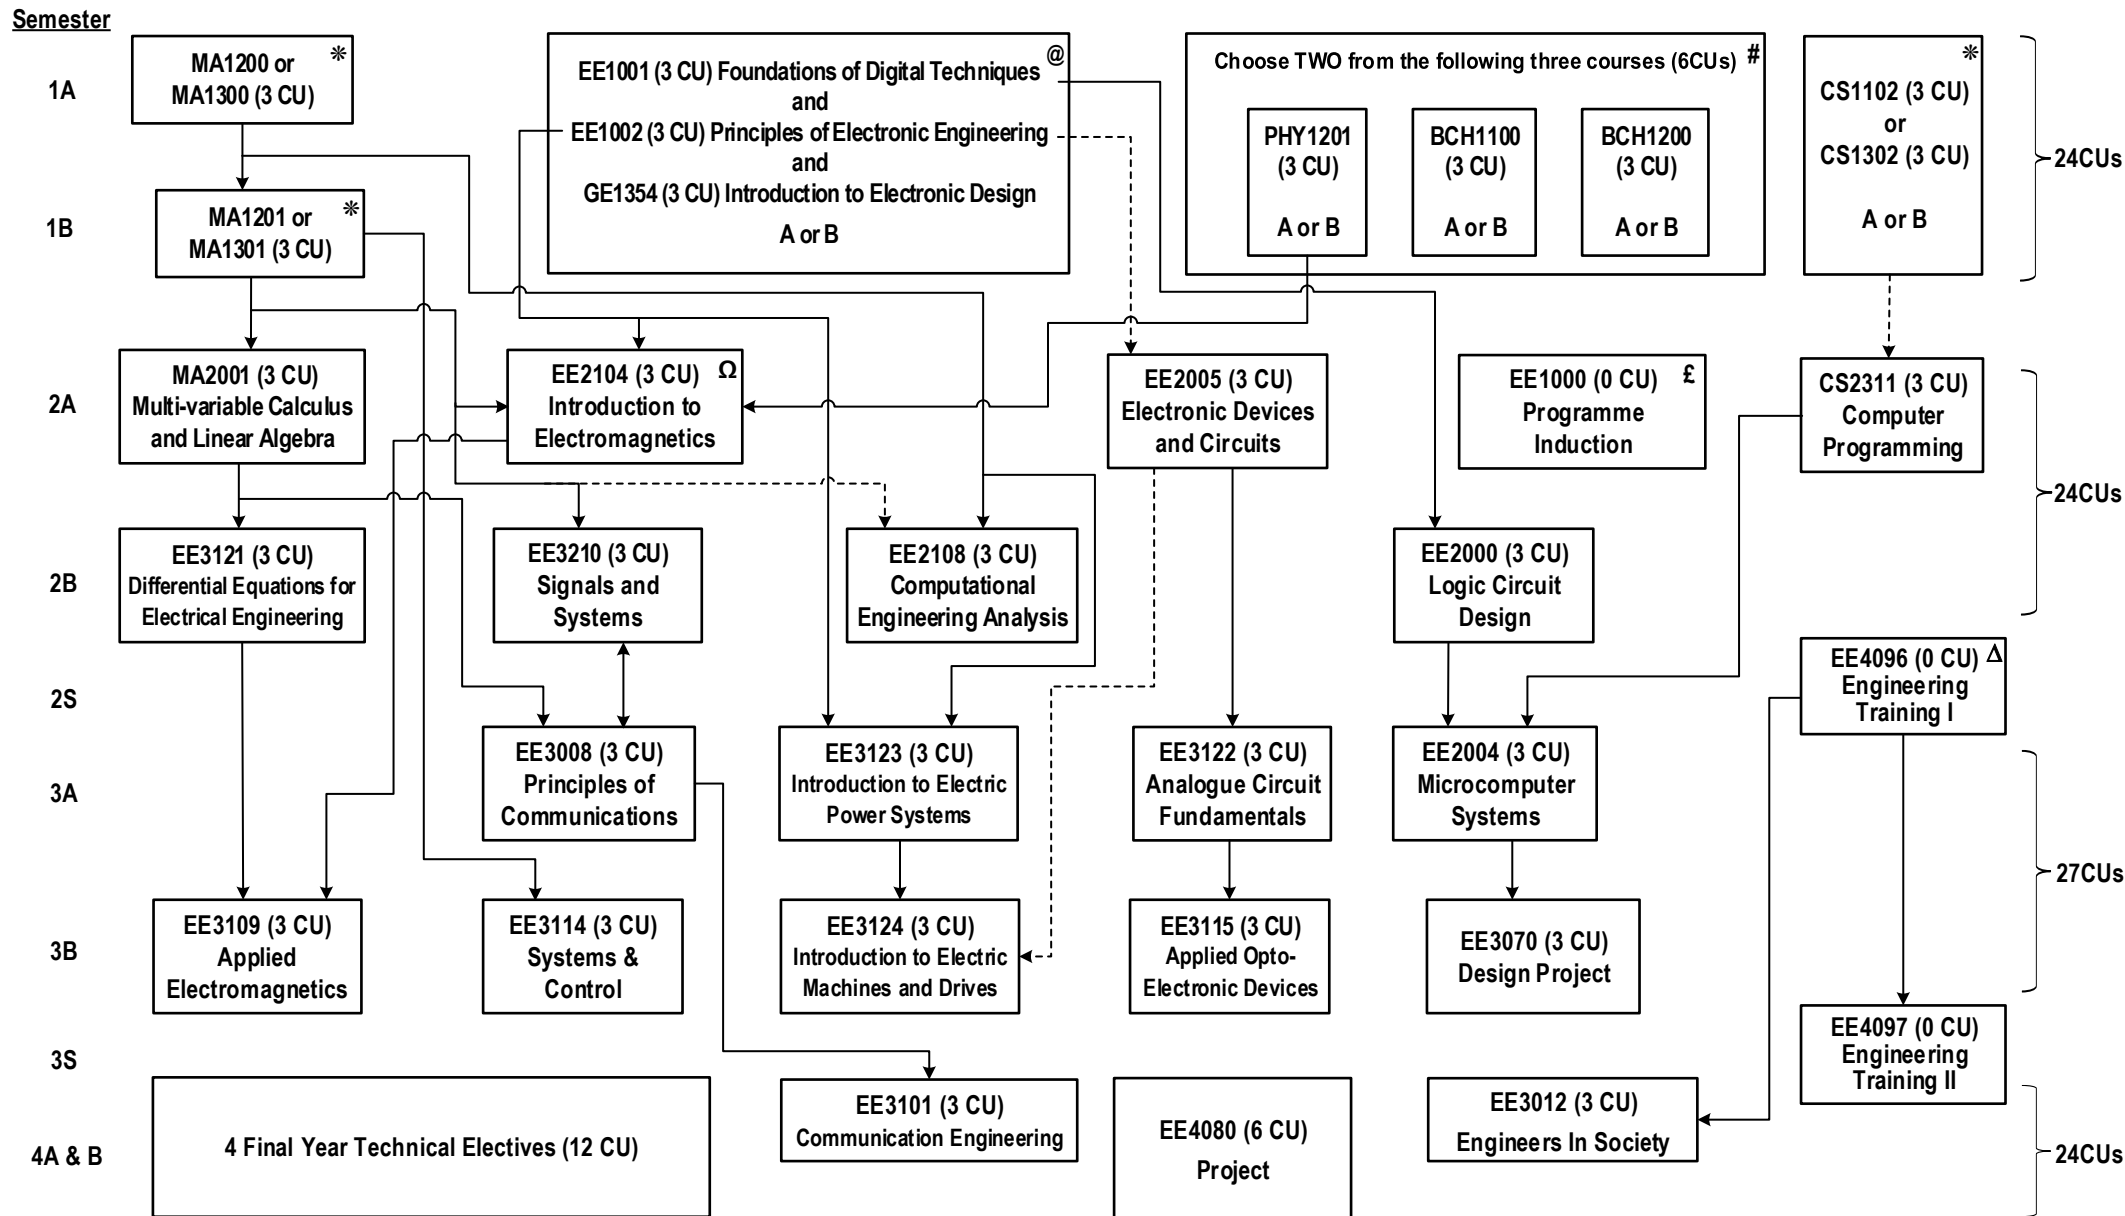 Semester
1A
MA1200 or
MA1300 (3 CU)
❋
EE1001 (3 CU) Foundations of Digital Techniques
@
and
EE1002 (3 CU) Principles of Electronic Engineering
and
GE1354 (3 CU) Introduction to Electronic Design
A or B
Choose TWO from the following three courses (6CUs)
#
PHY1201
(3 CU)
A or B
BCH1100
(3 CU)
A or B
BCH1200
(3 CU)
A or B
❋
CS1102 (3 CU)
or
CS1302 (3 CU)
A or B
24CUs
1B
MA1201 or
MA1301 (3 CU)
❋
2A
MA2001 (3 CU)
Multi-variable Calculus
and Linear Algebra
EE2104 (3 CU)
Ω
Introduction to
Electromagnetics
EE2005 (3 CU)
Electronic Devices
and Circuits
EE1000 (0 CU)
£
Programme
Induction
CS2311 (3 CU)
Computer
Programming
24CUs
2B
EE3121 (3 CU)
Differential Equations for
Electrical Engineering
EE3210 (3 CU)
Signals and
Systems
EE2108 (3 CU)
Computational
Engineering Analysis
EE2000 (3 CU)
Logic Circuit
Design
2S
EE4096 (0 CU)
Δ
Engineering
Training I
3A
EE3008 (3 CU)
Principles of
Communications
EE3123 (3 CU)
Introduction to Electric
Power Systems
EE3122 (3 CU)
Analogue Circuit
Fundamentals
EE2004 (3 CU)
Microcomputer
Systems
27CUs
3B
EE3109 (3 CU)
Applied
Electromagnetics
EE3114 (3 CU)
Systems &
Control
EE3124 (3 CU)
Introduction to Electric
Machines and Drives
EE3115 (3 CU)
Applied Opto-
Electronic Devices
EE3070 (3 CU)
Design Project
3S
EE4097 (0 CU)
Engineering
Training II
4A & B
4 Final Year Technical Electives (12 CU)
EE3101 (3 CU)
Communication Engineering
EE4080 (6 CU)
Project
EE3012 (3 CU)
Engineers In Society
24CUs